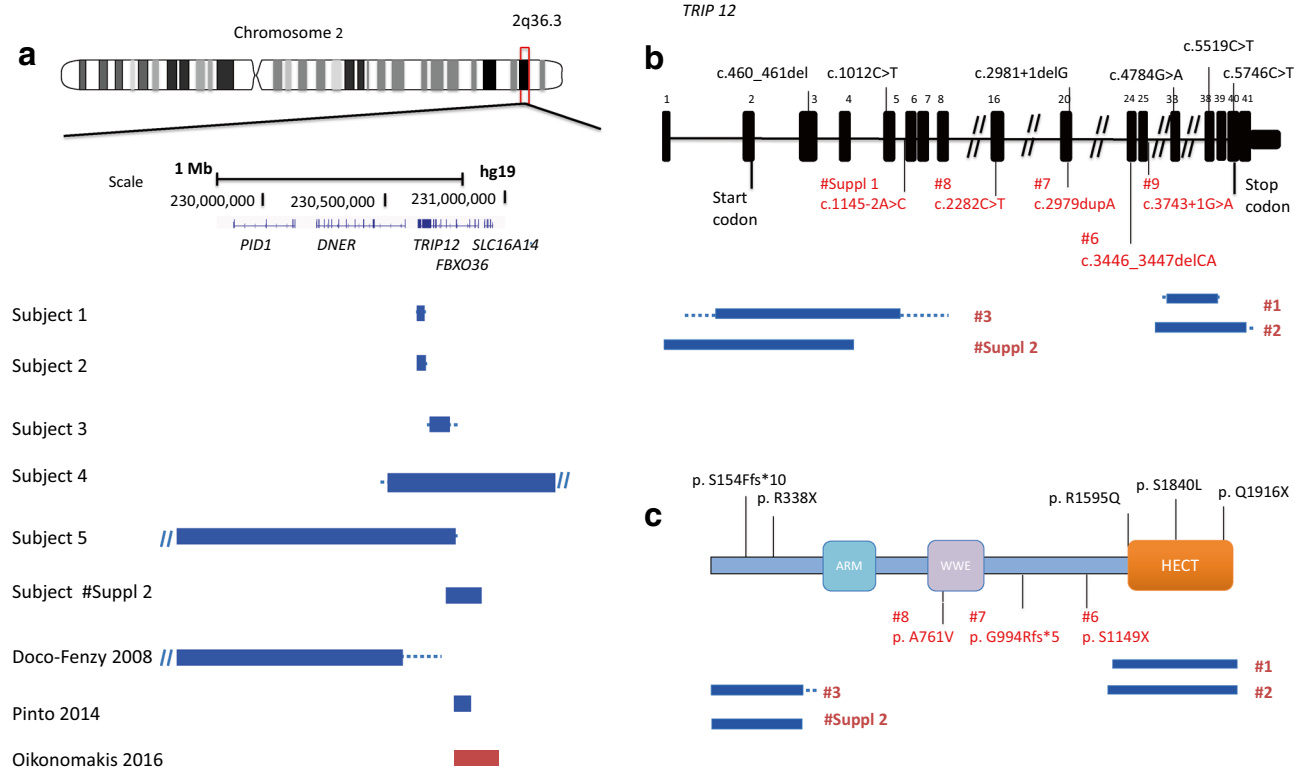 a
Chromosome 2
2q36.3
Scale
1 Mb
hg19
230,000,000
230,500,000
231,000,000
PID1
DNER
TRIP12
SLC16A14
FBXO36
Subject 1
Subject 2
Subject 3
Subject 4
//
Subject 5
//
Subject #Suppl 2
Doco-Fenzy 2008
//
Pinto 2014
Oikonomakis 2016
TRIP 12
b
c.460_461del
c.1012C>T
c.2981+1delG
c.4784G>A
c.5519C>T
c.5746C>T
1 2 3 4 5 6 7 8 16 20 24 25 33 38 39 40 41
// // // // //
// // // // //
Start
codon
#Suppl 1
c.1145-2A>C
#8
c.2282C>T
#7
c.2979dupA
#9
c.3743+1G>A
Stop
codon
#6
c.3446_3447delCA
#1
#3
#2
#Suppl 2
c
p. S154Ffs*10
p. R338X
p. R1595Q
p. S1840L
p. Q1916X
ARM
WWE
HECT
#8
p. A761V
#7
p. G994Rfs*5
#6
p. S1149X
#1
#3
#2
#Suppl 2